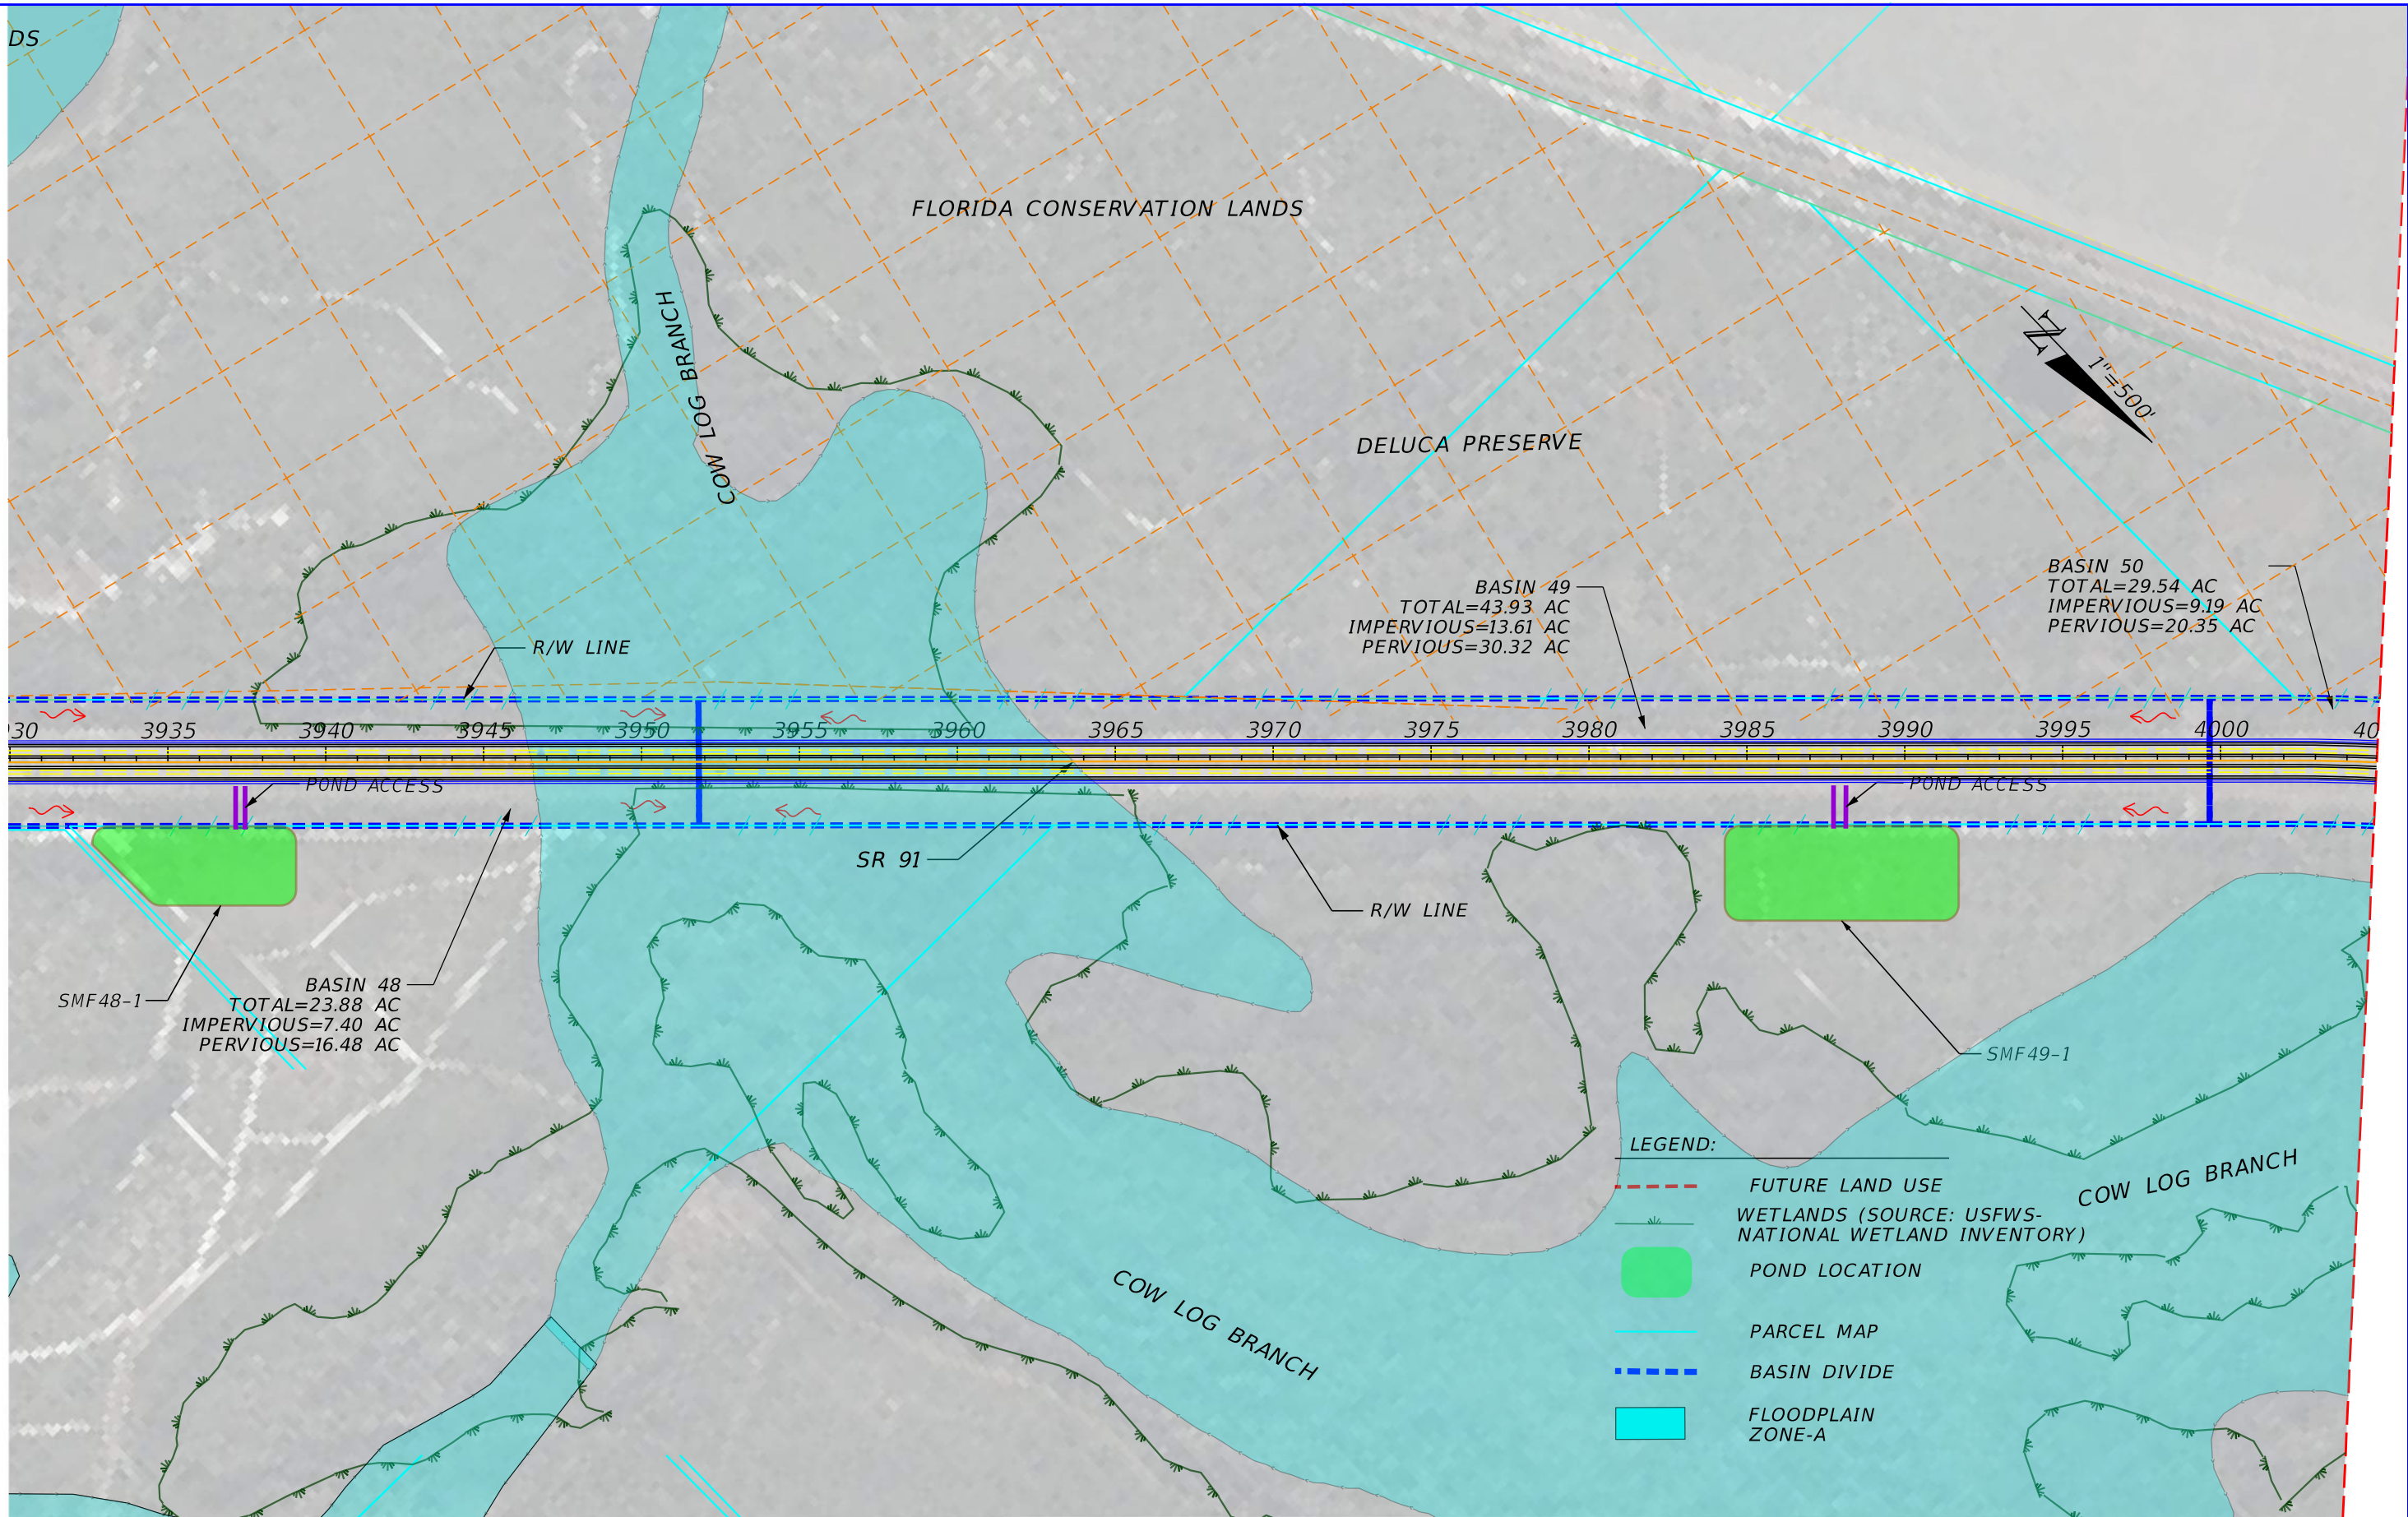 DS
FLORIDA CONSERVATION LANDS
COW LOG BRANCH
N
1"=500'
DELUCA PRESERVE
BASIN 49
TOTAL=43.93 AC
IMPERVIOUS=13.61 AC
PERVIOUS=30.32 AC
BASIN 50
TOTAL=29.54 AC
IMPERVIOUS=9.19 AC
PERVIOUS=20.35 AC
R/W LINE
30 3935 3940 3945 3950 3955 3960 3965 3970 3975 3980 3985 3990 3995 4000 40
POND ACCESS
POND ACCESS
SR 91
R/W LINE
SMF48-1
BASIN 48
TOTAL=23.88 AC
IMPERVIOUS=7.40 AC
PERVIOUS=16.48 AC
SMF49-1
COW LOG BRANCH
COW LOG BRANCH
LEGEND:
FUTURE LAND USE
WETLANDS (SOURCE: USFWS-
NATIONAL WETLAND INVENTORY)
POND LOCATION
PARCEL MAP
BASIN DIVIDE
FLOODPLAIN
ZONE-A